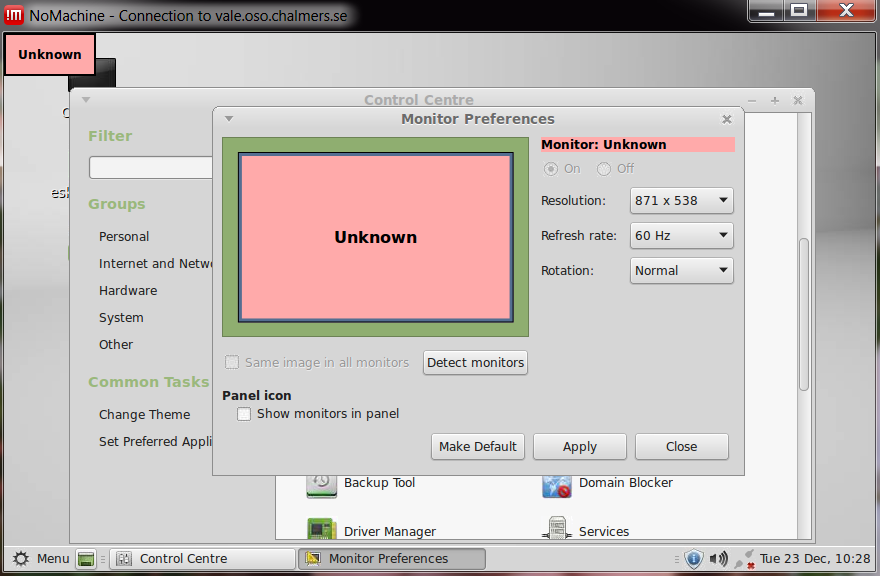 NoMachine - Connection to vale.oso.chalmers.se
Unknown
Control Centre
Monitor Preferences
Filter
Groups
Personal
Internet and Netw
Hardware
System
Other
Common Tasks
Change Theme
Set Preferred Appli
Unknown
Monitor: Unknown
On Off
Resolution: 871 x 538
Refresh rate: 60 Hz
Rotation: Normal
Same image in all monitors Detect monitors
Panel icon
Show monitors in panel
Make Default Apply Close
Backup Tool Domain Blocker
Driver Manager Services
Menu Control Centre Monitor Preferences Tue 23 Dec, 10:28